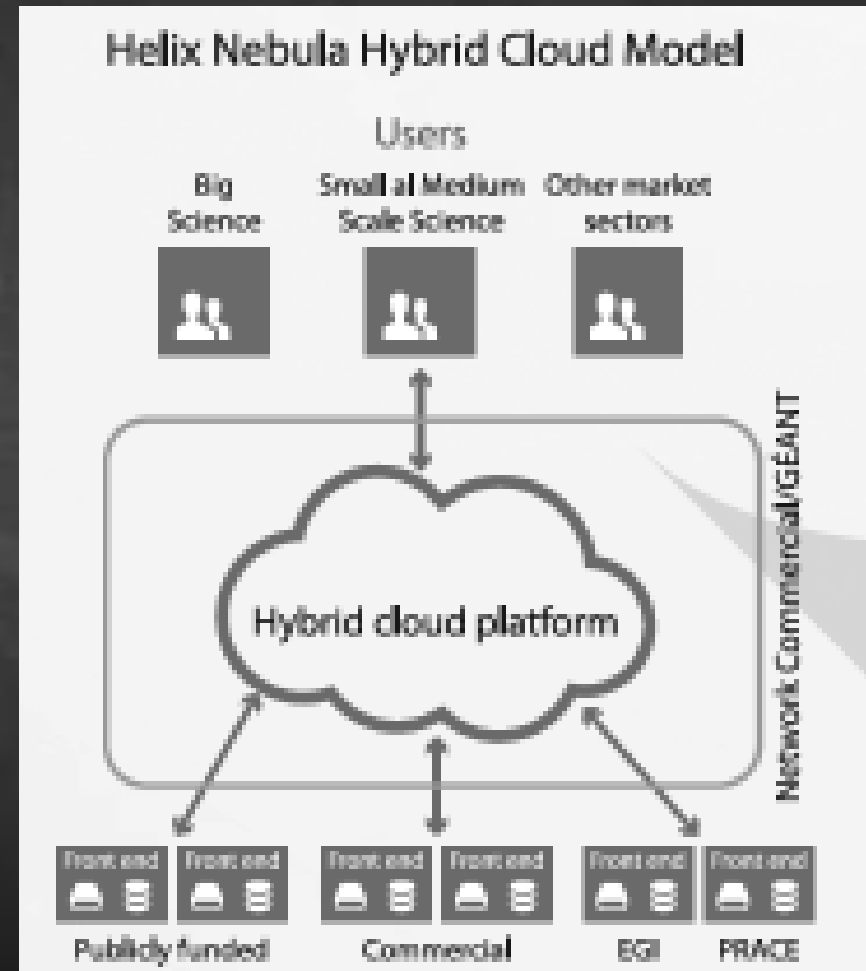 Helix Nebula Hybrid Cloud Model
Users
Big
Science
Small al Medium
Scale Science
Other market
sectors
Network Commercial/GÉANT
Hybrid cloud platform
Front end
Front end
Front end
Front end
Front end
Front end
Publicly funded
Commercial
EGI
PRACE